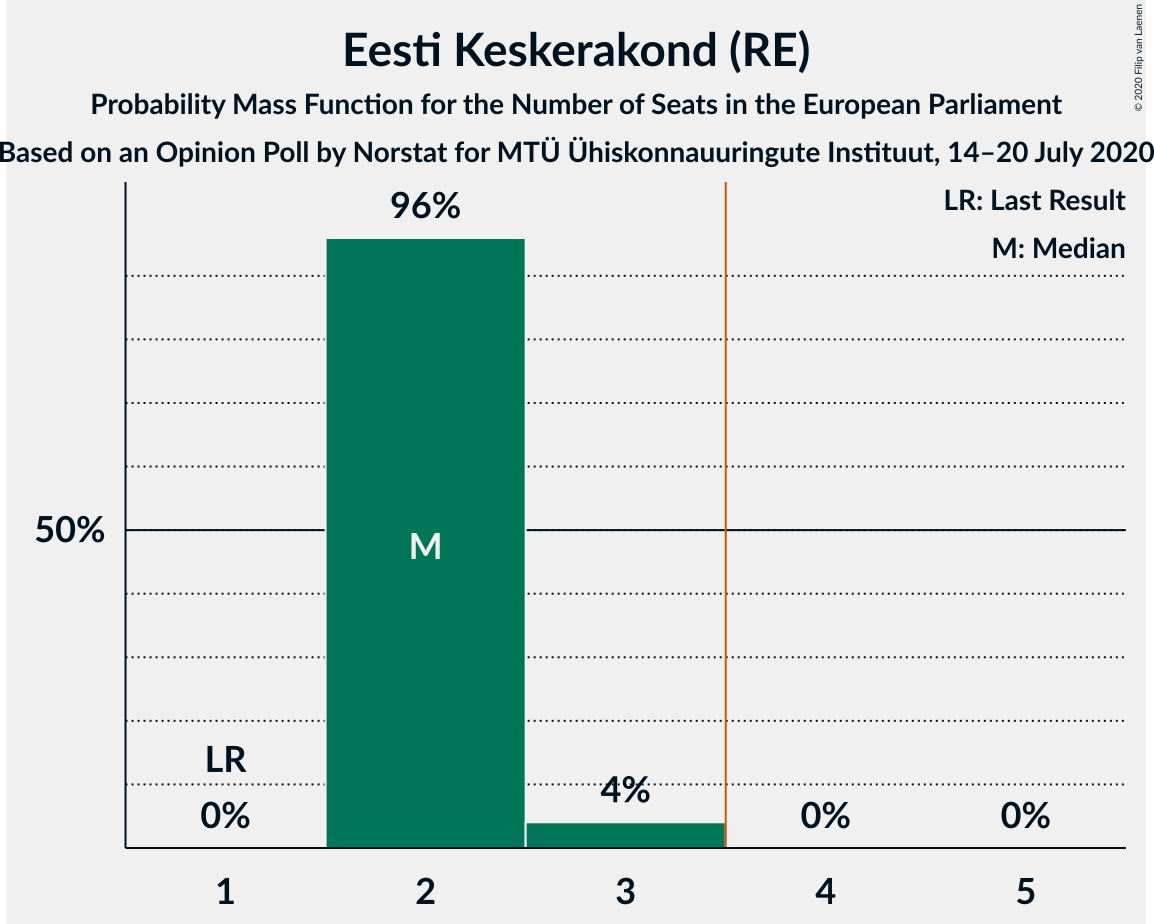 Eesti Keskerakond (RE)
Probability Mass Function for the Number of Seats in the European Parliament
Based on an Opinion Poll by Norstat for MTÜ Ühiskonnauuringute Instituut, 14–20 July 2020
© 2020 Filip van Laenen
LR: Last Result
M: Median
96%
50%
M
LR
0%
4%
0%
0%
1
2
3
4
5